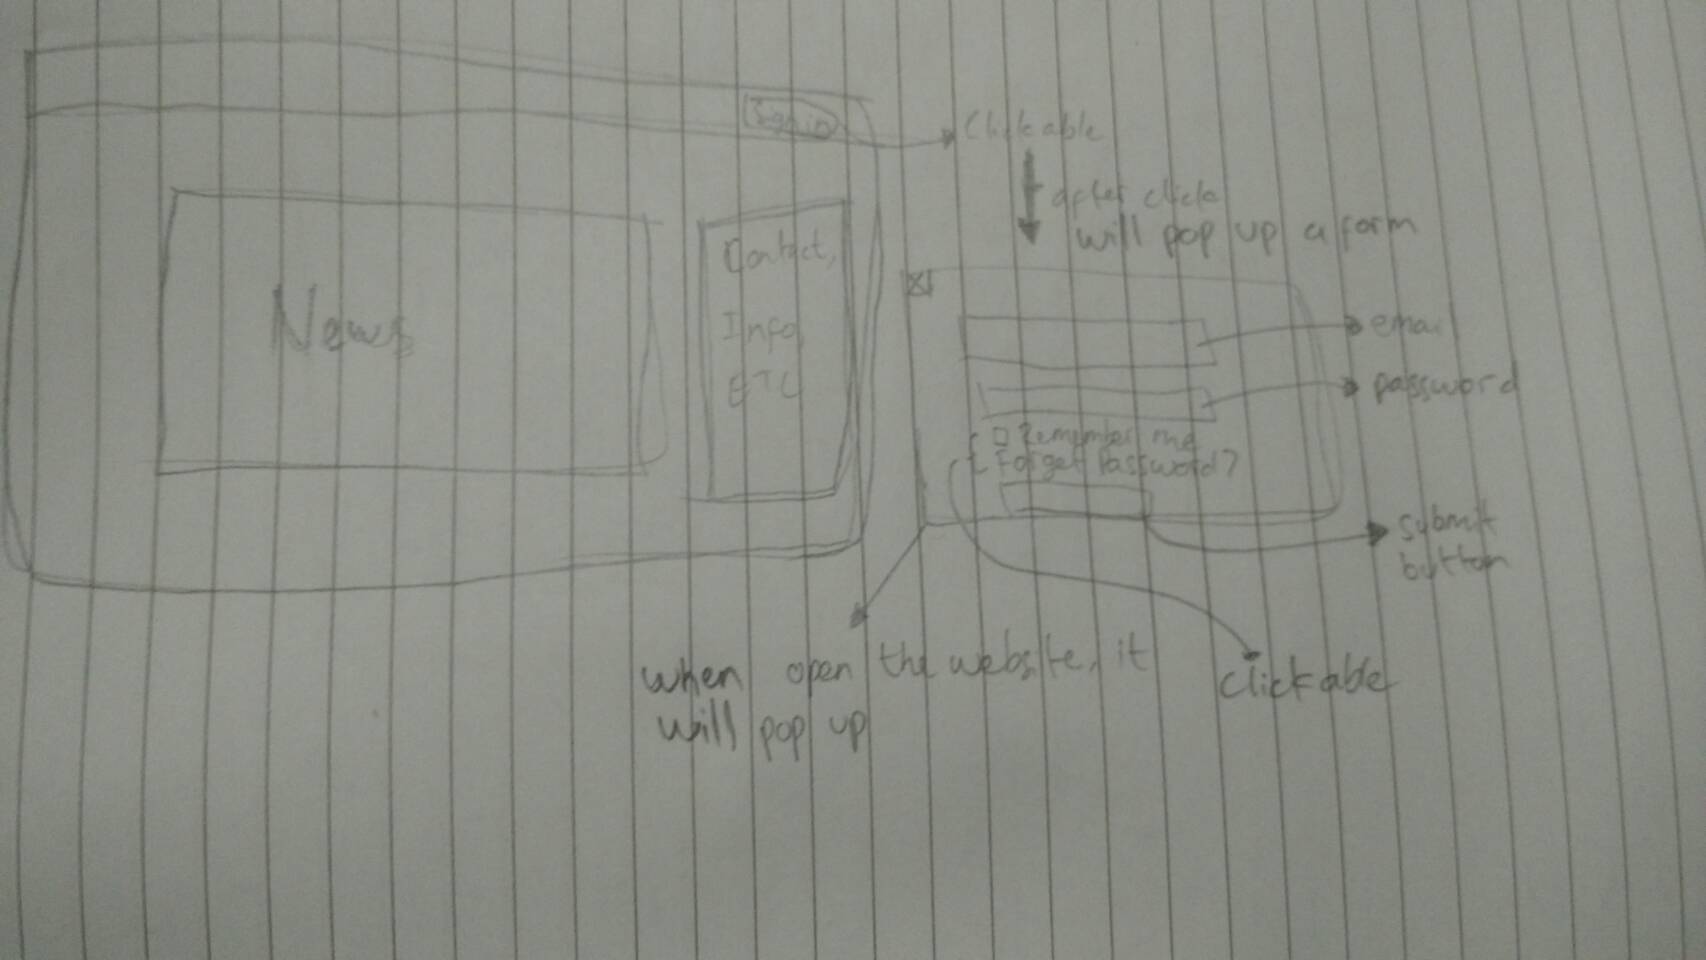 Sign in
Clickable
after click
will pop up a form
News
Contact,
Info
ETC
email
password
Remember me
Forget Password?
submit
button
when open the website, it
will pop up
clickable